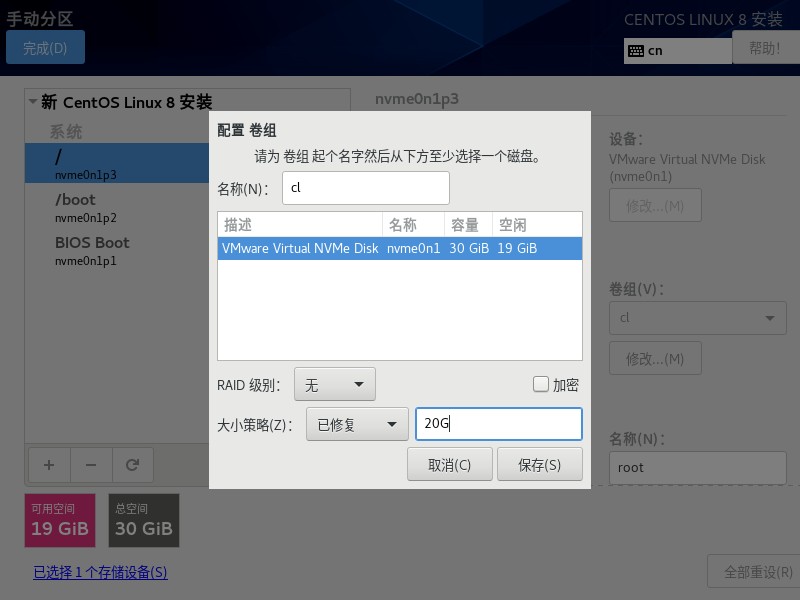 手动分区
CENTOS LINUX 8 安装
完成(D)
cn
帮助！
新 CentOS Linux 8 安装
系统
/
nvme0n1p3
/boot
nvme0n1p2
BIOS Boot
nvme0n1p1
nvme0n1p3
设备：
VMware Virtual NVMe Disk
(nvme0n1)
修改...(M)
卷组(V)：
cl
修改...(M)
名称(N)：
root
配置 卷组
请为 卷组 起个名字然后从下方至少选择一个磁盘。
名称(N)： cl
描述 名称 容量 空闲
VMware Virtual NVMe Disk nvme0n1 30 GiB 19 GiB
RAID 级别： 无 加密
大小策略(Z)： 已修复 20G
取消(C) 保存(S)
可用空间
19 GiB
总空间
30 GiB
已选择 1 个存储设备(S)
全部重设(R)